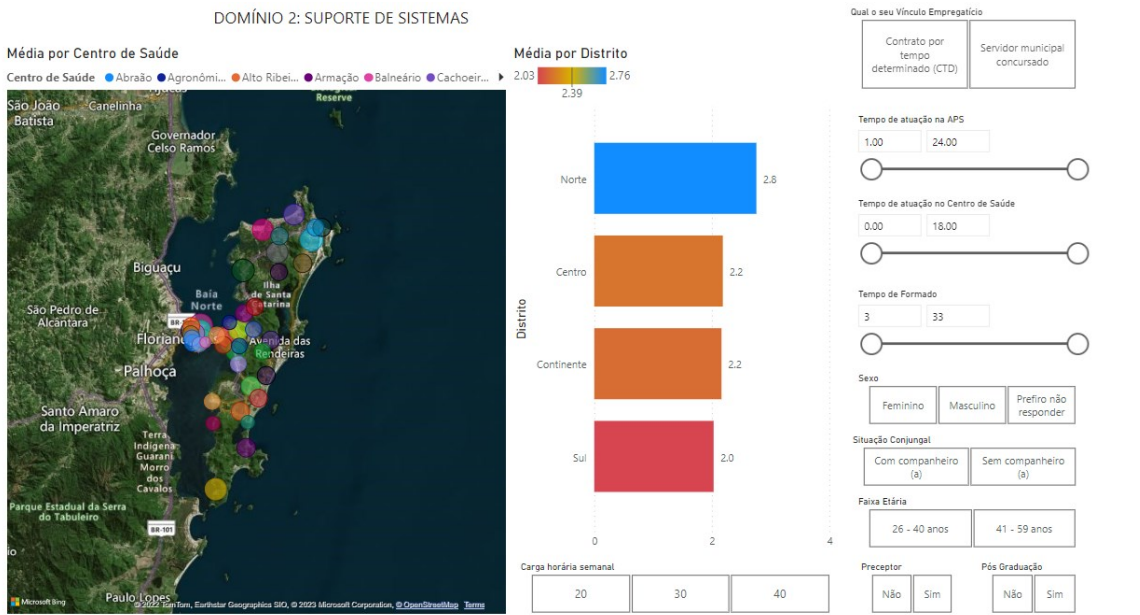 DOMÍNIO 2: SUPORTE DE SISTEMAS
Média por Centro de Saúde
Centro de Saúde Abraão Agronômi... Alto Ribei... Armação Balneário Cachoeir...
São João
Batista
Canelinha
Reserve
Governador
Celso Ramos
Biguaçu
Baía
Norte
Ilha
de Santa
Catarina
São Pedro de
Alcântara
BR-
Florian
Avenida das
Rendeiras
Palhoça
Santo Amaro
da Imperatriz
Terra
Indígena
Guarani
Morro
dos
Cavalos
Parque Estadual da Serra
do Tabuleiro
BR-101
io
Paulo Lopes
Microsoft Bing
© 2022 TomTom, Earthstar Geographics SIO, © 2023 Microsoft Corporation, © OpenStreetMap Terms
Média por Distrito
2.03 2.76
2.39
Distrito
Norte 2.8
Centro 2.2
Continente 2.2
Sul 2.0
0 2 4
Carga horária semanal
20 30 40
Qual o seu Vínculo Empregatício
Contrato por
tempo
determinado (CTD)
Servidor municipal
concursado
Tempo de atuação na APS
1.00 24.00
Tempo de atuação no Centro de Saúde
0.00 18.00
Tempo de Formado
3 33
Sexo
Feminino Masculino Prefiro não
responder
Situação Conjungal
Com companheiro
(a)
Sem companheiro
(a)
Faixa Etária
26 - 40 anos 41 - 59 anos
Preceptor Pós Graduação
Não Sim Não Sim